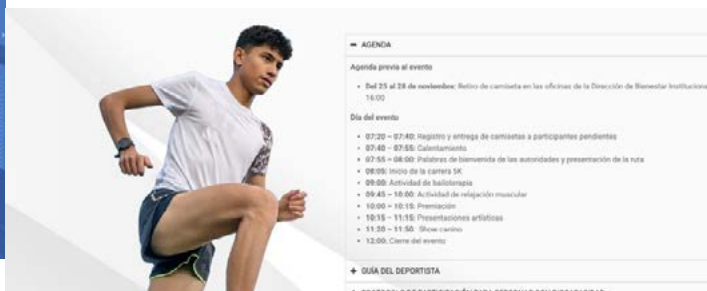 − AGENDA
Agenda previa al evento
• Del 25 al 28 de noviembre: Retiro de camiseta en las oficinas de la Dirección de Bienestar Instituciona
16:00
Día del evento
• 07:20 – 07:40: Registro y entrega de camisetas a participantes pendientes
• 07:40 – 07:55: Calentamiento
• 07:55 – 08:00: Palabras de bienvenida de las autoridades y presentación de la ruta
• 08:05: Inicio de la carrera 5K
• 09:00: Actividad de bailoterapia
• 09:45 – 10:00: Actividad de relajación muscular
• 10:00 – 10:15: Premiación
• 10:15 – 11:15: Presentaciones artísticas
• 11:20 – 11:50: Show canino
• 12:00: Cierre del evento
+ GUÍA DEL DEPORTISTA